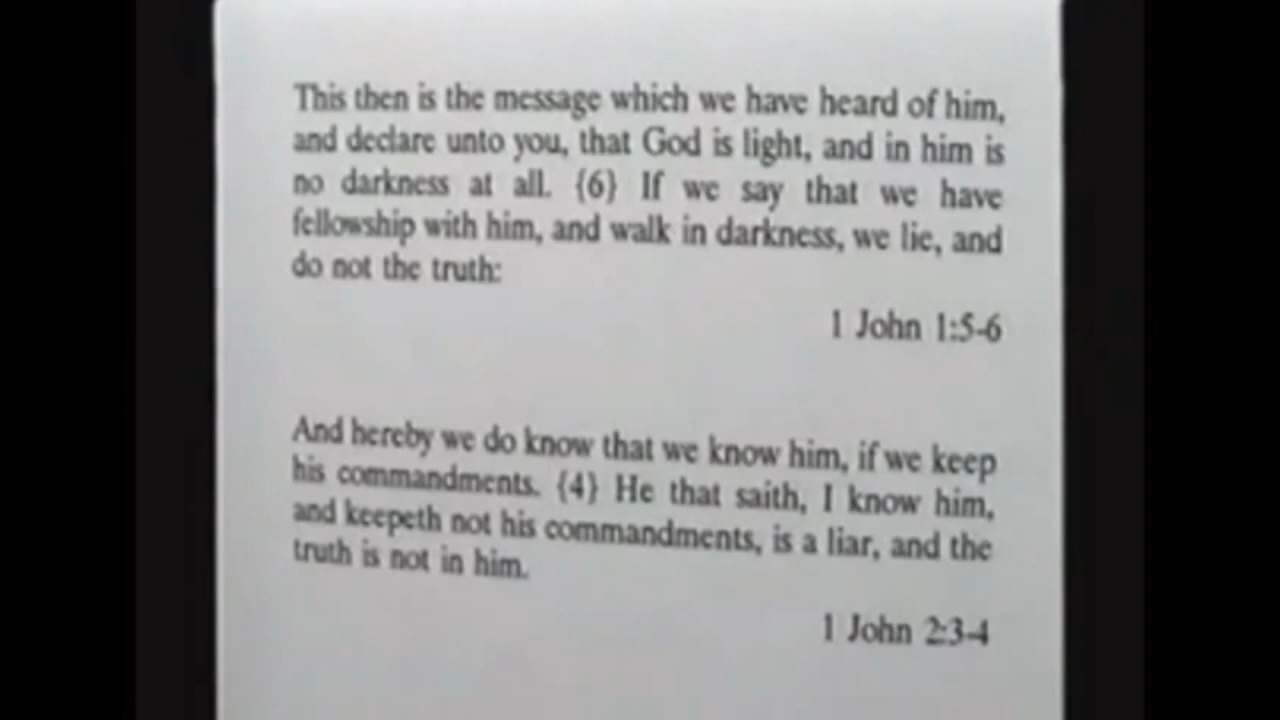 This then is the message which we have heard of him,
and declare unto you, that God is light, and in him is
no darkness at all. {6} If we say that we have
fellowship with him, and walk in darkness, we lie, and
do not the truth:
1 John 1:5-6
And hereby we do know that we know him, if we keep
his commandments. {4} He that saith, I know him,
and keepeth not his commandments, is a liar, and the
truth is not in him.
1 John 2:3-4